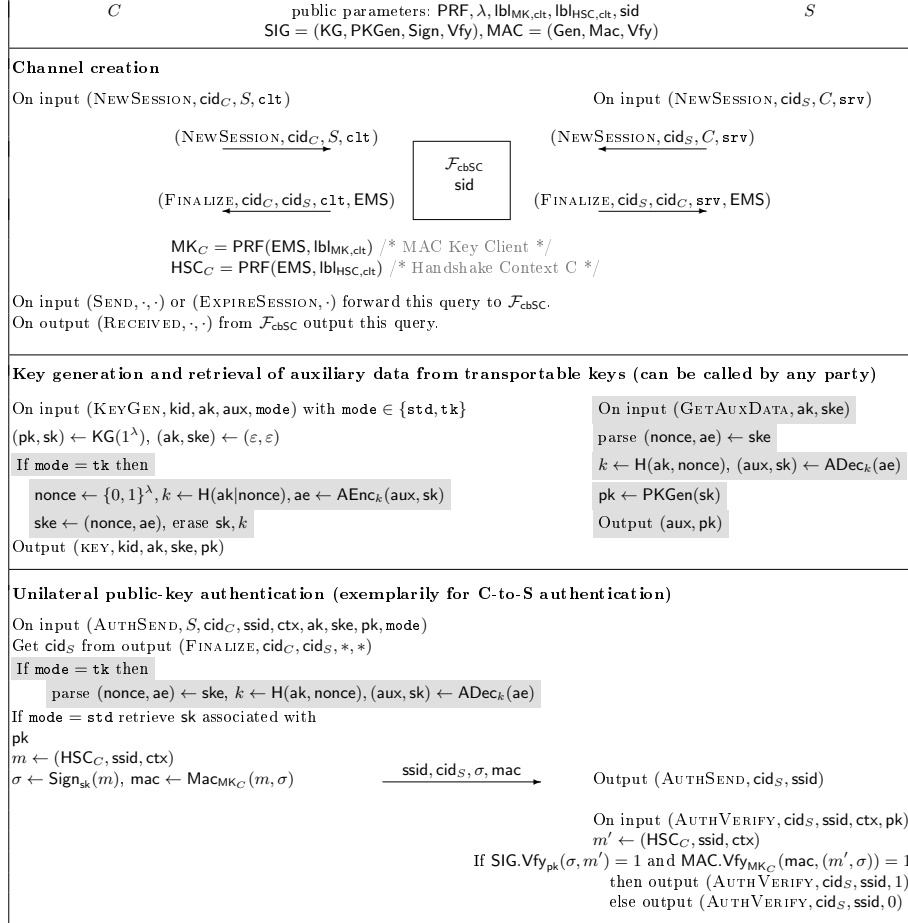 C public parameters: PRF, λ, lbl_MK,clt, lbl_HSC,clt, sid S
SIG = (KG, PKGen, Sign, Vfy), MAC = (Gen, Mac, Vfy)
Channel creation
On input (NewSession, cid_C, S, clt) On input (NewSession, cid_S, C, srv)
(NewSession, cid_C, S, clt) (NewSession, cid_S, C, srv)
F_cbSC
sid
(Finalize, cid_C, cid_S, clt, EMS) (Finalize, cid_S, cid_C, srv, EMS)
MK_C = PRF(EMS, lbl_MK,clt) /* MAC Key Client */
HSC_C = PRF(EMS, lbl_HSC,clt) /* Handshake Context C */
On input (Send, ·, ·) or (ExpireSession, ·) forward this query to F_cbSC.
On output (Received, ·, ·) from F_cbSC output this query.
Key generation and retrieval of auxiliary data from transportable keys (can be called by any party)
On input (KeyGen, kid, ak, aux, mode) with mode ∈ {std, tk} On input (GetAuxData, ak, ske)
(pk, sk) ← KG(1^λ), (ak, ske) ← (ε, ε) parse (nonce, ae) ← ske
If mode = tk then k ← H(ak, nonce), (aux, sk) ← ADec_k(ae)
nonce ← {0, 1}^λ, k ← H(ak|nonce), ae ← AEnc_k(aux, sk) pk ← PKGen(sk)
ske ← (nonce, ae), erase sk, k Output (aux, pk)
Output (key, kid, ak, ske, pk)
Unilateral public-key authentication (exemplarily for C-to-S authentication)
On input (AuthSend, S, cid_C, ssid, ctx, ak, ske, pk, mode)
Get cid_S from output (Finalize, cid_C, cid_S, *, *)
If mode = tk then
parse (nonce, ae) ← ske, k ← H(ak, nonce), (aux, sk) ← ADec_k(ae)
If mode = std retrieve sk associated with
pk
m ← (HSC_C, ssid, ctx)
σ ← Sign_sk(m), mac ← Mac_MK_C(m, σ) ssid, cid_S, σ, mac Output (AuthSend, cid_S, ssid)
On input (AuthVerify, cid_S, ssid, ctx, pk)
m′ ← (HSC_C, ssid, ctx)
If SIG.Vfy_pk(σ, m′) = 1 and MAC.Vfy_MK_C(mac, (m′, σ)) = 1
then output (AuthVerify, cid_S, ssid, 1)
else output (AuthVerify, cid_S, ssid, 0)